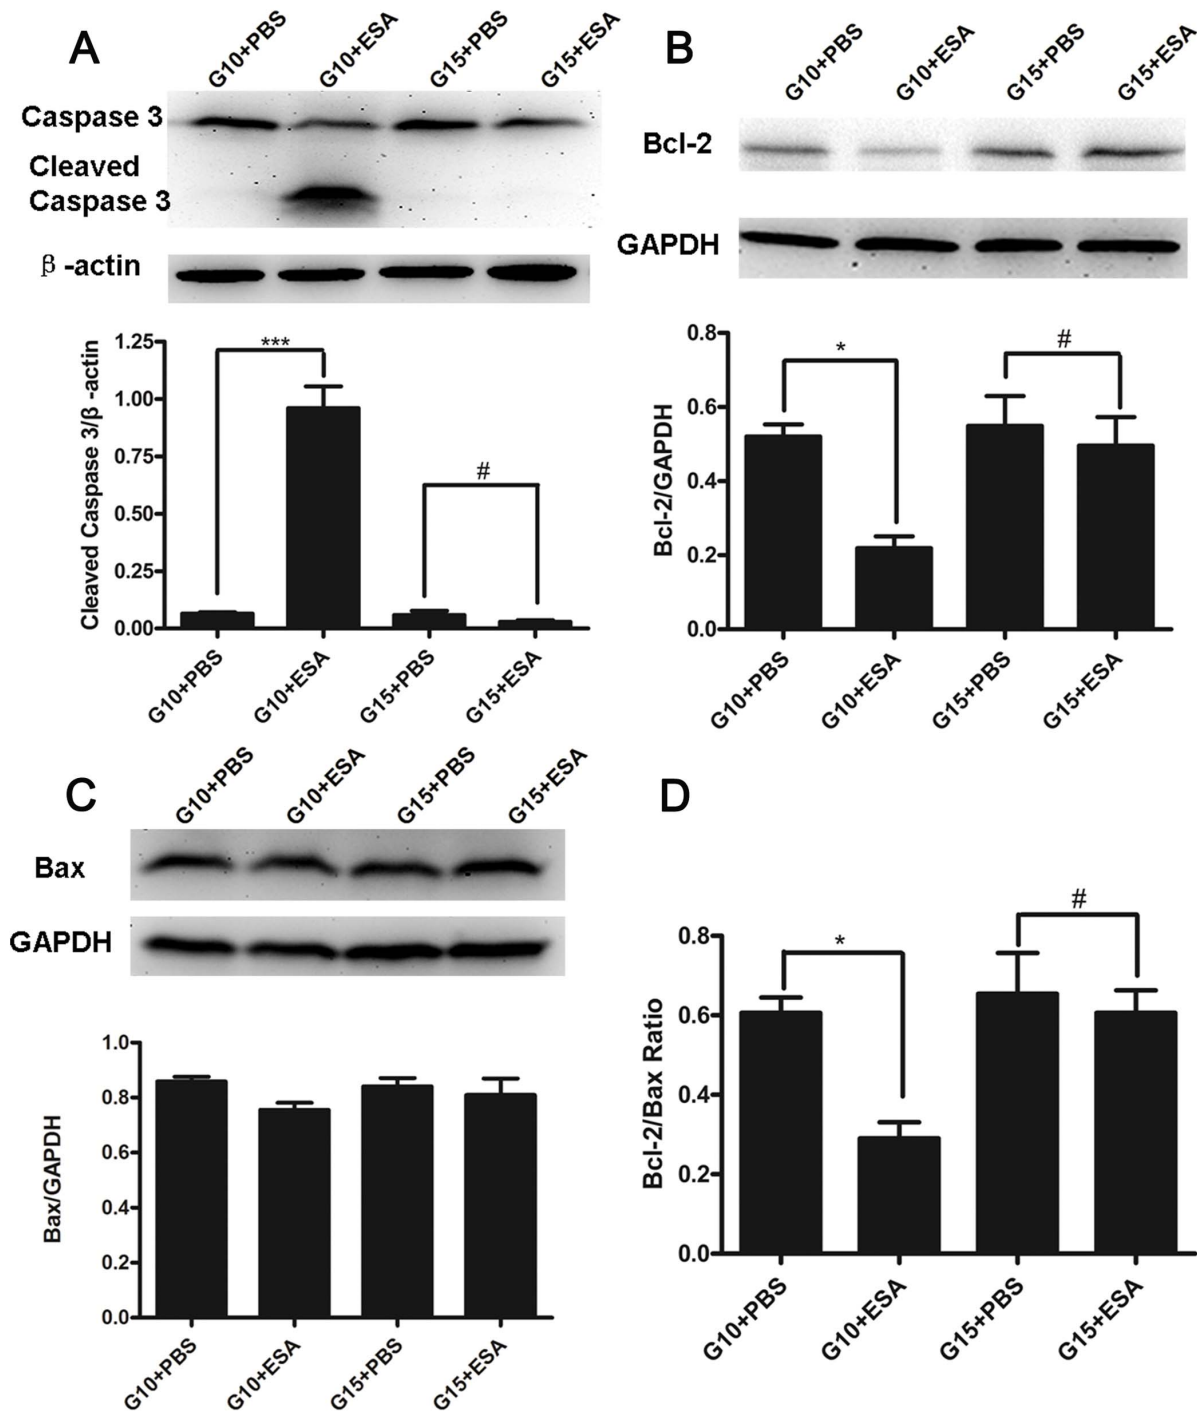 A
G10+PBS
G10+ESA
G15+PBS
G15+ESA
Caspase 3
Cleaved
Caspase 3
β -actin
Cleaved Caspase 3/β -actin
1.25
1.00
0.75
0.50
0.25
0.00
***
#
G10+PBS
G10+ESA
G15+PBS
G15+ESA
B
G10+PBS
G10+ESA
G15+PBS
G15+ESA
Bcl-2
GAPDH
Bcl-2/GAPDH
0.8
0.6
0.4
0.2
0.0
*
#
G10+PBS
G10+ESA
G15+PBS
G15+ESA
C
G10+PBS
G10+ESA
G15+PBS
G15+ESA
Bax
GAPDH
Bax/GAPDH
1.0
0.8
0.6
0.4
0.2
0.0
G10+PBS
G10+ESA
G15+PBS
G15+ESA
D
Bcl-2/Bax Ratio
0.8
0.6
0.4
0.2
0.0
*
#
G10+PBS
G10+ESA
G15+PBS
G15+ESA